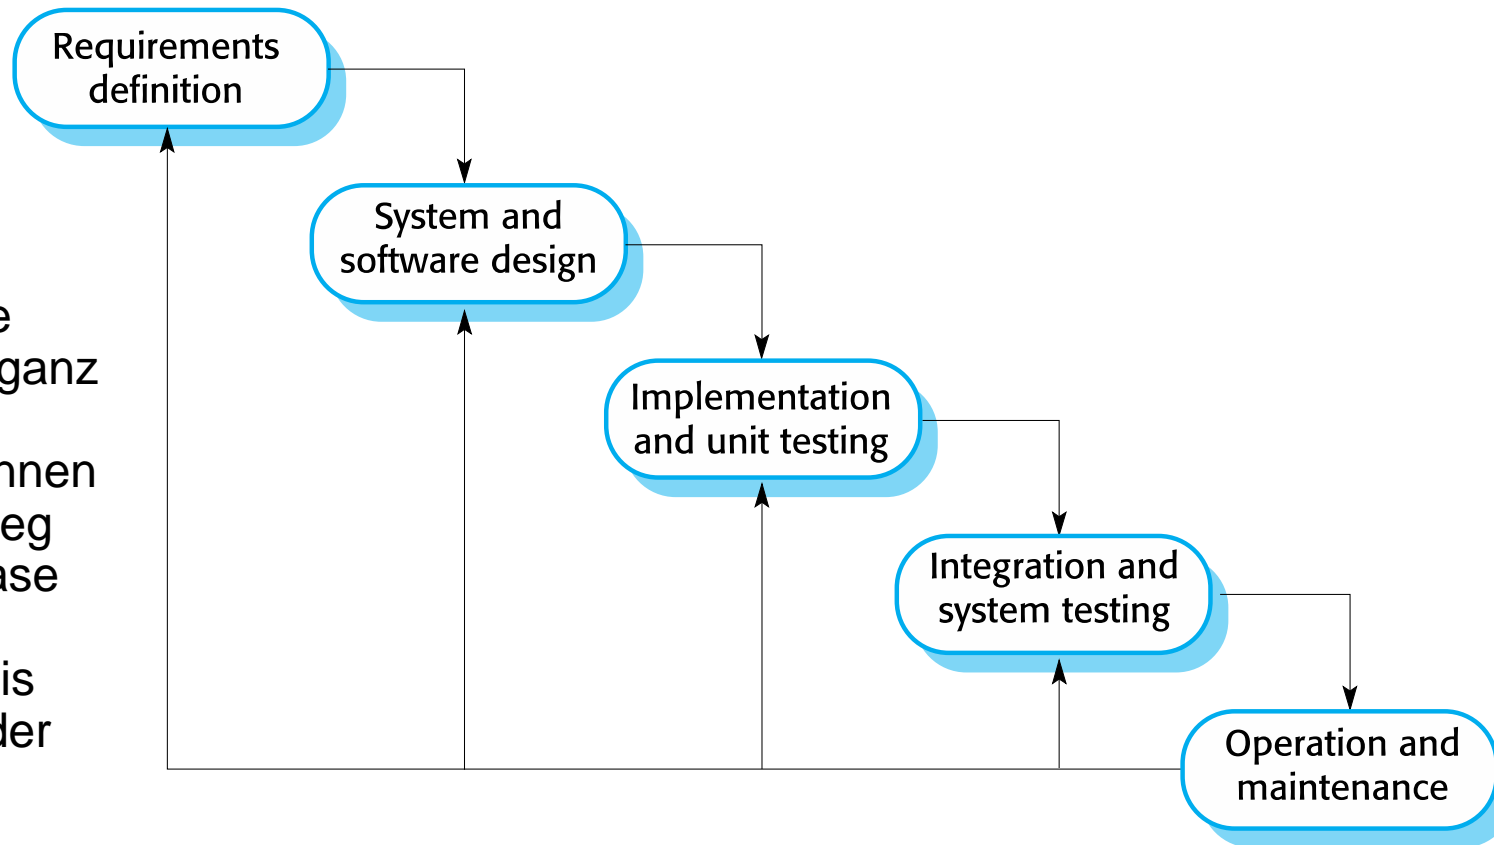 Requirements
definition
System and
software design
e
ganz
Implementation
and unit testing
nnen
eg
ase
Integration and
system testing
is
der
Operation and
maintenance